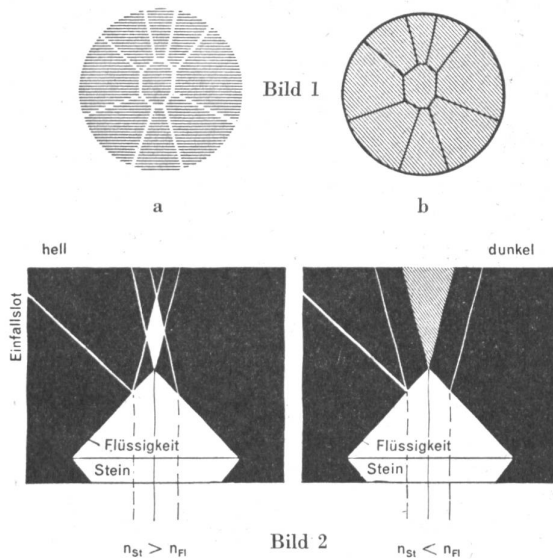 Bild 1
a
b
hell
dunkel
Einfallslot
Flüssigkeit
Stein
Flüssigkeit
Stein
n_St > n_Fl
Bild 2
n_St < n_Fl